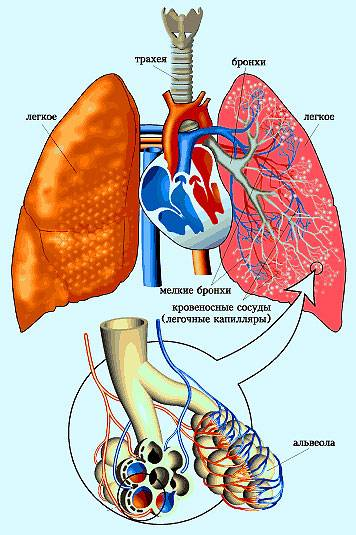 трахея
бронхи
легкое
легкое
мелкие бронхи
кровеносные сосуды
(легочные капилляры)
альвеола